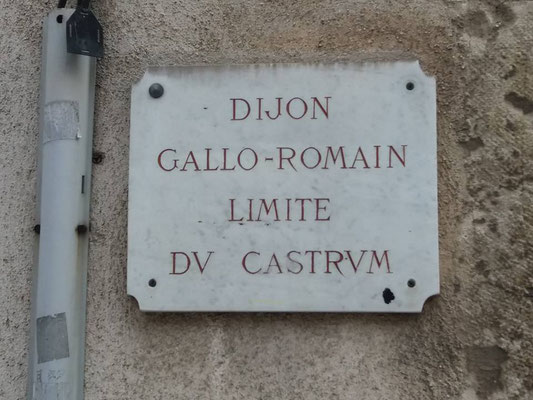 DIJON
GALLO-ROMAIN
LIMITE
DV CASTRVM